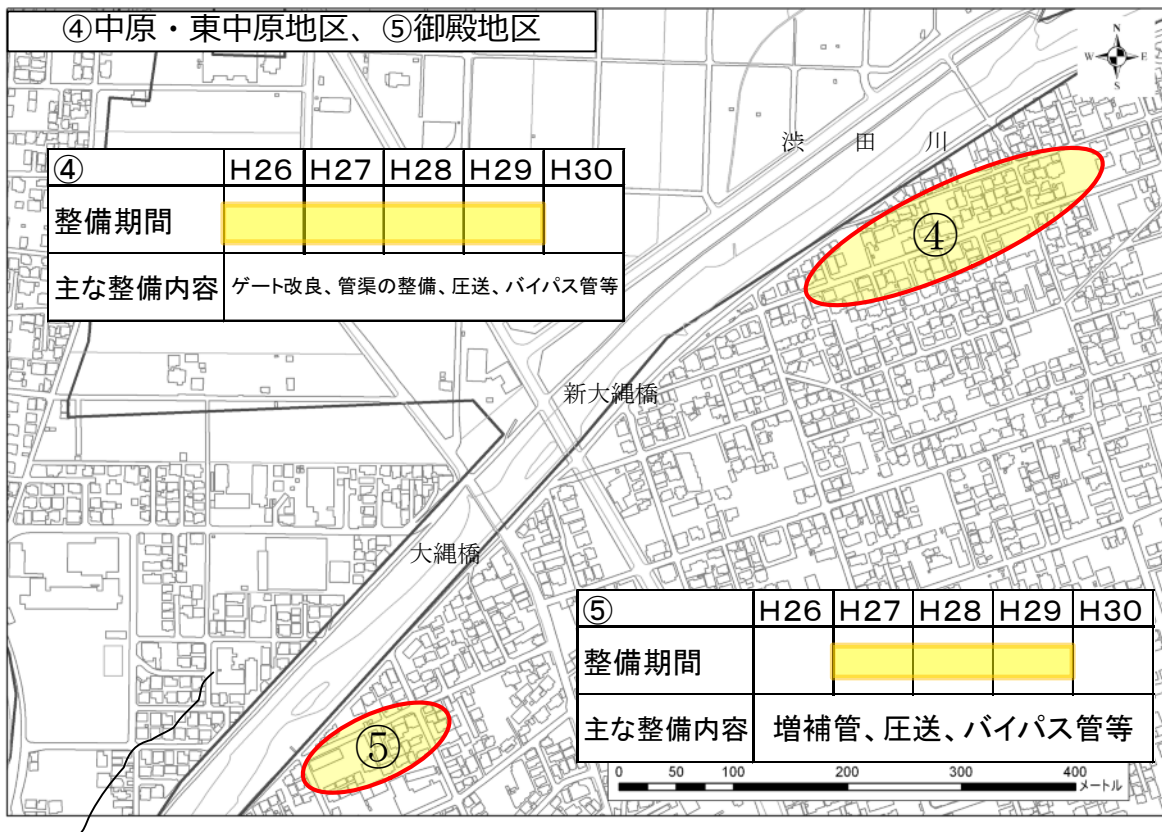 ④中原・東中原地区、⑤御殿地区
N
W E
S
渋田川
④ H26 H27 H28 H29 H30
整備期間
主な整備内容 ゲート改良、管渠の整備、圧送、バイパス管等
④
新大縄橋
大縄橋
⑤ H26 H27 H28 H29 H30
整備期間
主な整備内容 増補管、圧送、バイパス管等
⑤
0 50 100 200 300 400
メートル